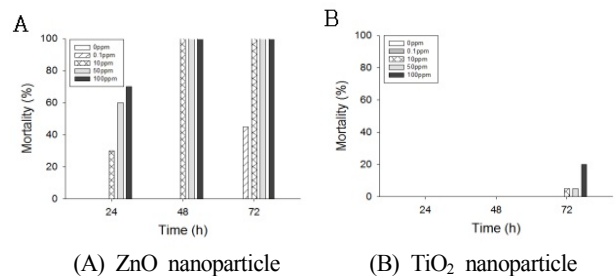 A
B
100
80
60
40
20
0
Mortality (%)
0ppm
0.1ppm
10ppm
50ppm
100ppm
24
48
72
Time (h)
100
80
60
40
20
0
Mortality (%)
0ppm
0.1ppm
10ppm
50ppm
100ppm
24
48
72
Time (h)
(A) ZnO nanoparticle
(B) TiO₂ nanoparticle